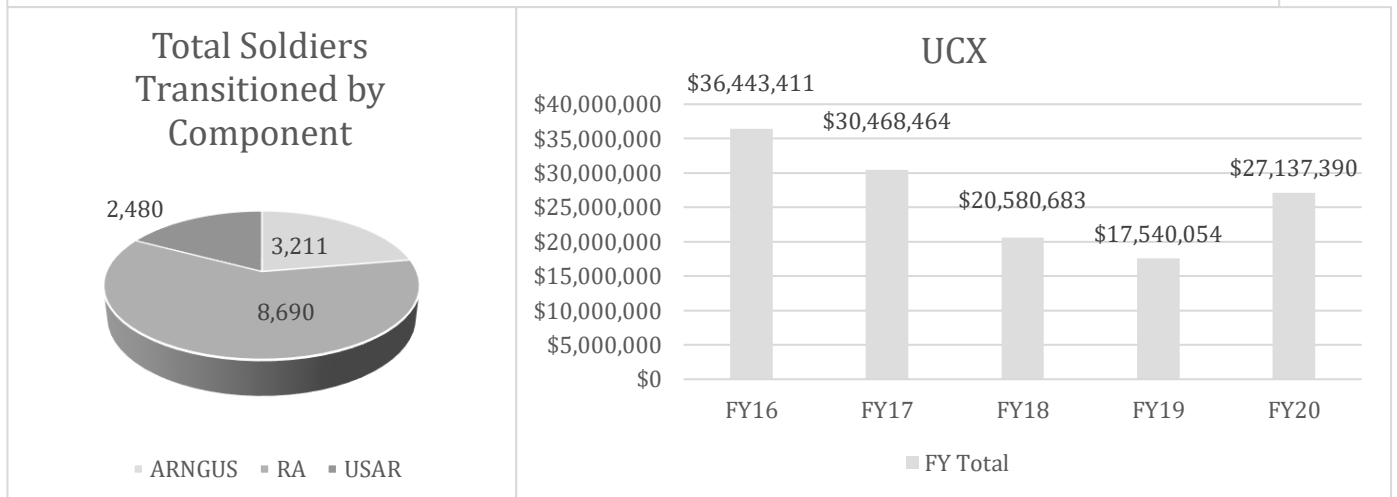 Total Soldiers
Transitioned by
Component
2,480
3,211
8,690
ARNGUS RA USAR
UCX
$36,443,411
$40,000,000
$30,468,464
$35,000,000
$30,000,000
$27,137,390
$25,000,000
$20,580,683
$20,000,000
$17,540,054
$15,000,000
$10,000,000
$5,000,000
$0
FY16 FY17 FY18 FY19 FY20
FY Total